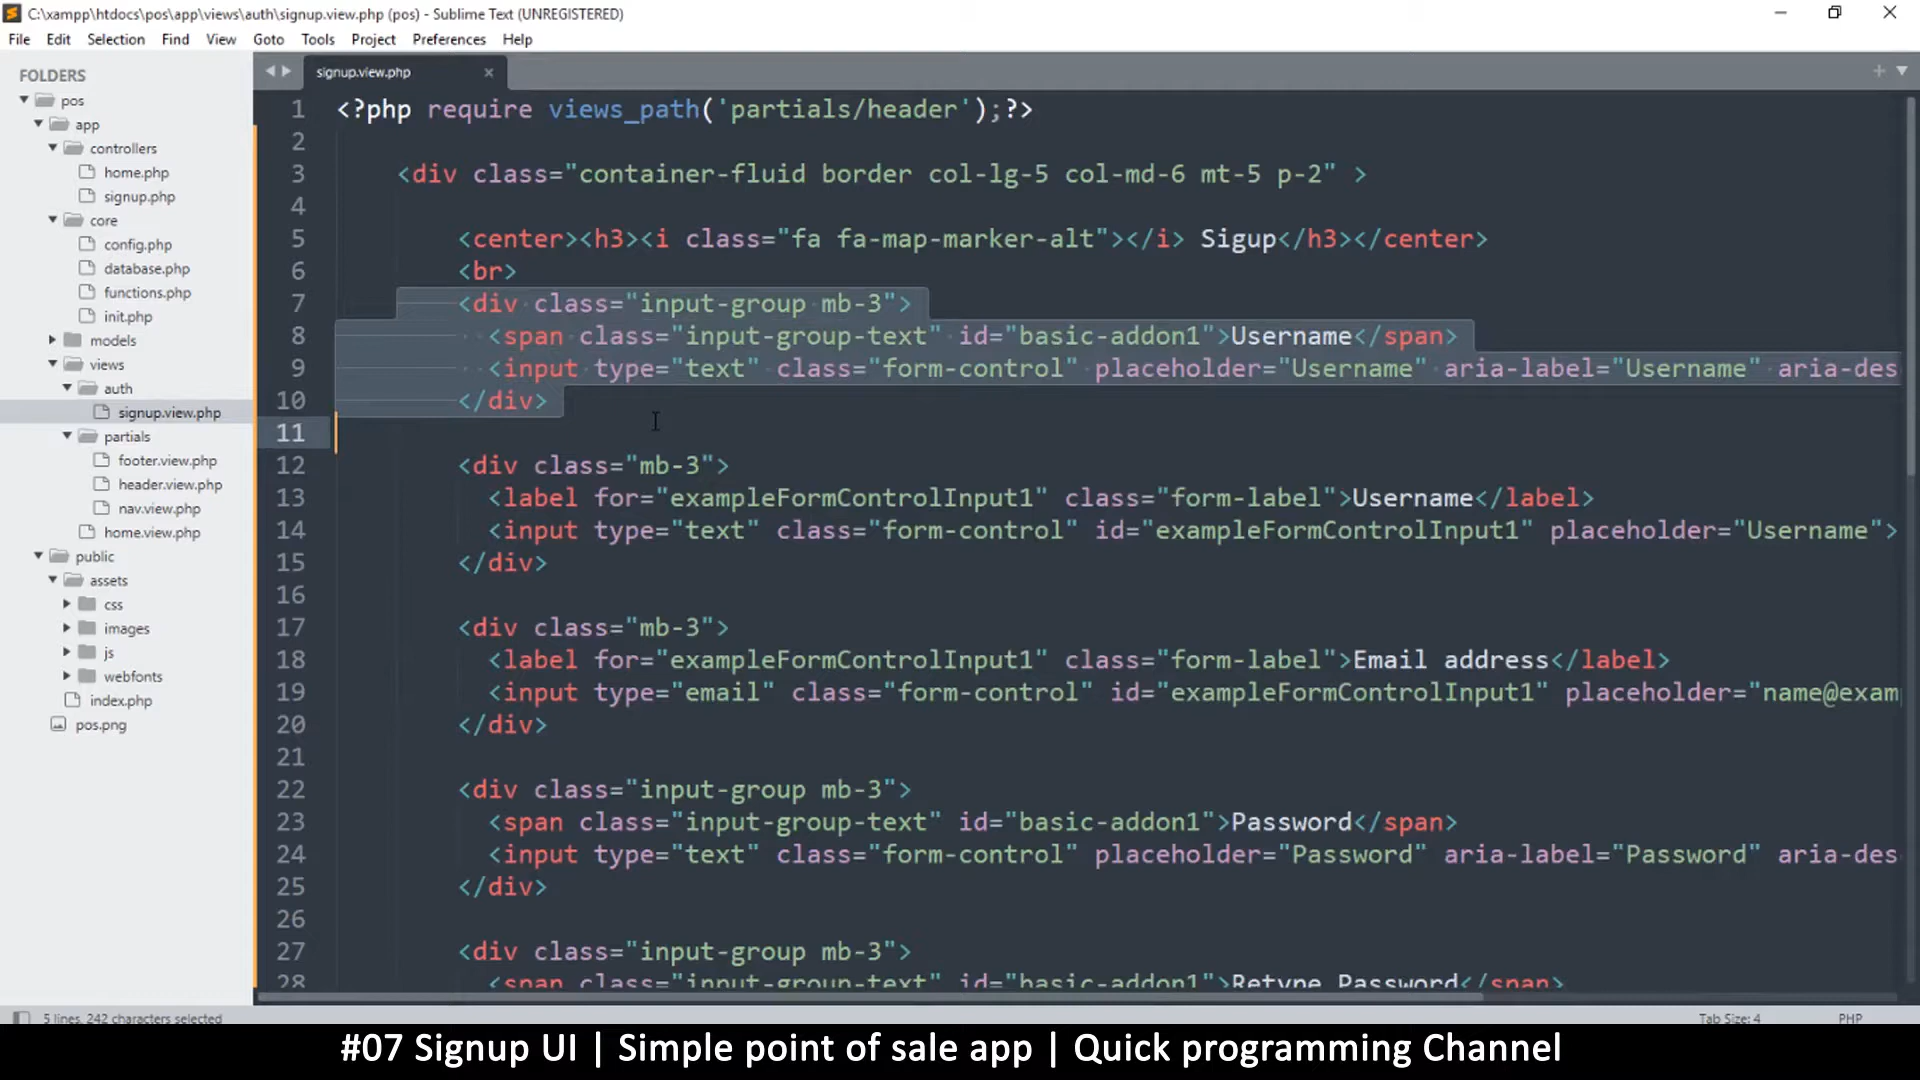 C:\xampp\htdocs\pos\app\views\auth\signup.view.php (pos) - Sublime Text (UNREGISTERED)
File Edit Selection Find View Goto Tools Project Preferences Help
FOLDERS
pos
app
controllers
home.php
signup.php
core
config.php
database.php
functions.php
init.php
models
views
auth
signup.view.php
partials
footer.view.php
header.view.php
nav.view.php
home.view.php
public
assets
css
images
js
webfonts
index.php
pos.png
signup.view.php
1 <?php require views_path('partials/header');?>
2
3 <div class="container-fluid border col-lg-5 col-md-6 mt-5 p-2" >
4
5 <center><h3><i class="fa fa-map-marker-alt"></i> Sigup</h3></center>
6 <br>
7 <div class="input-group mb-3">
8 <span class="input-group-text" id="basic-addon1">Username</span>
9 <input type="text" class="form-control" placeholder="Username" aria-label="Username" aria-des
10 </div>
11
12 <div class="mb-3">
13 <label for="exampleFormControlInput1" class="form-label">Username</label>
14 <input type="text" class="form-control" id="exampleFormControlInput1" placeholder="Username">
15 </div>
16
17 <div class="mb-3">
18 <label for="exampleFormControlInput1" class="form-label">Email address</label>
19 <input type="email" class="form-control" id="exampleFormControlInput1" placeholder="name@exam
20 </div>
21
22 <div class="input-group mb-3">
23 <span class="input-group-text" id="basic-addon1">Password</span>
24 <input type="text" class="form-control" placeholder="Password" aria-label="Password" aria-des
25 </div>
26
27 <div class="input-group mb-3">
28 <span class="input-group-text" id="basic-addon1">Retype Password</span>
5 lines, 242 characters selected
Tab Size: 4 PHP
#07 Signup UI | Simple point of sale app | Quick programming Channel